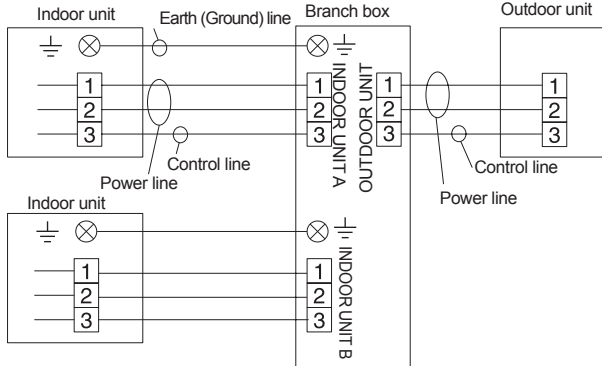 Indoor unit
Earth (Ground) line
Branch box
Outdoor unit
1
2
3
1
2
3
INDOOR UNIT A
OUTDOOR UNIT
1
2
3
1
2
3
Control line
Power line
Control line
Power line
Indoor unit
1
2
3
1
2
3
INDOOR UNIT B